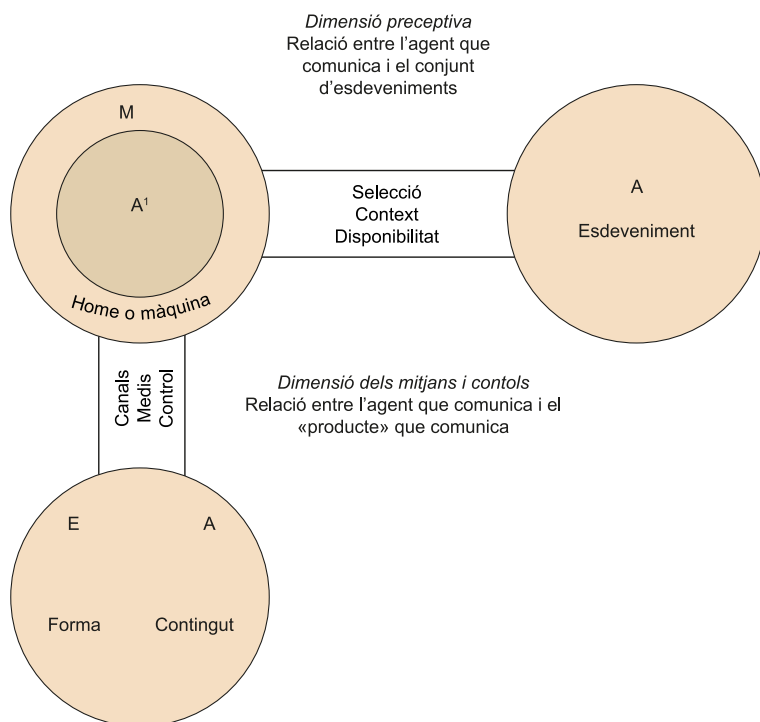 Dimensió preceptiva
Relació entre l’agent que
comunica i el conjunt
d’esdeveniments
M
A¹
Home o màquina
Selecció
Context
Disponibilitat
A
Esdeveniment
Canals
Medis
Control
Dimensió dels mitjans i contols
Relació entre l’agent que comunica i el
«producte» que comunica
E
A
Forma
Contingut